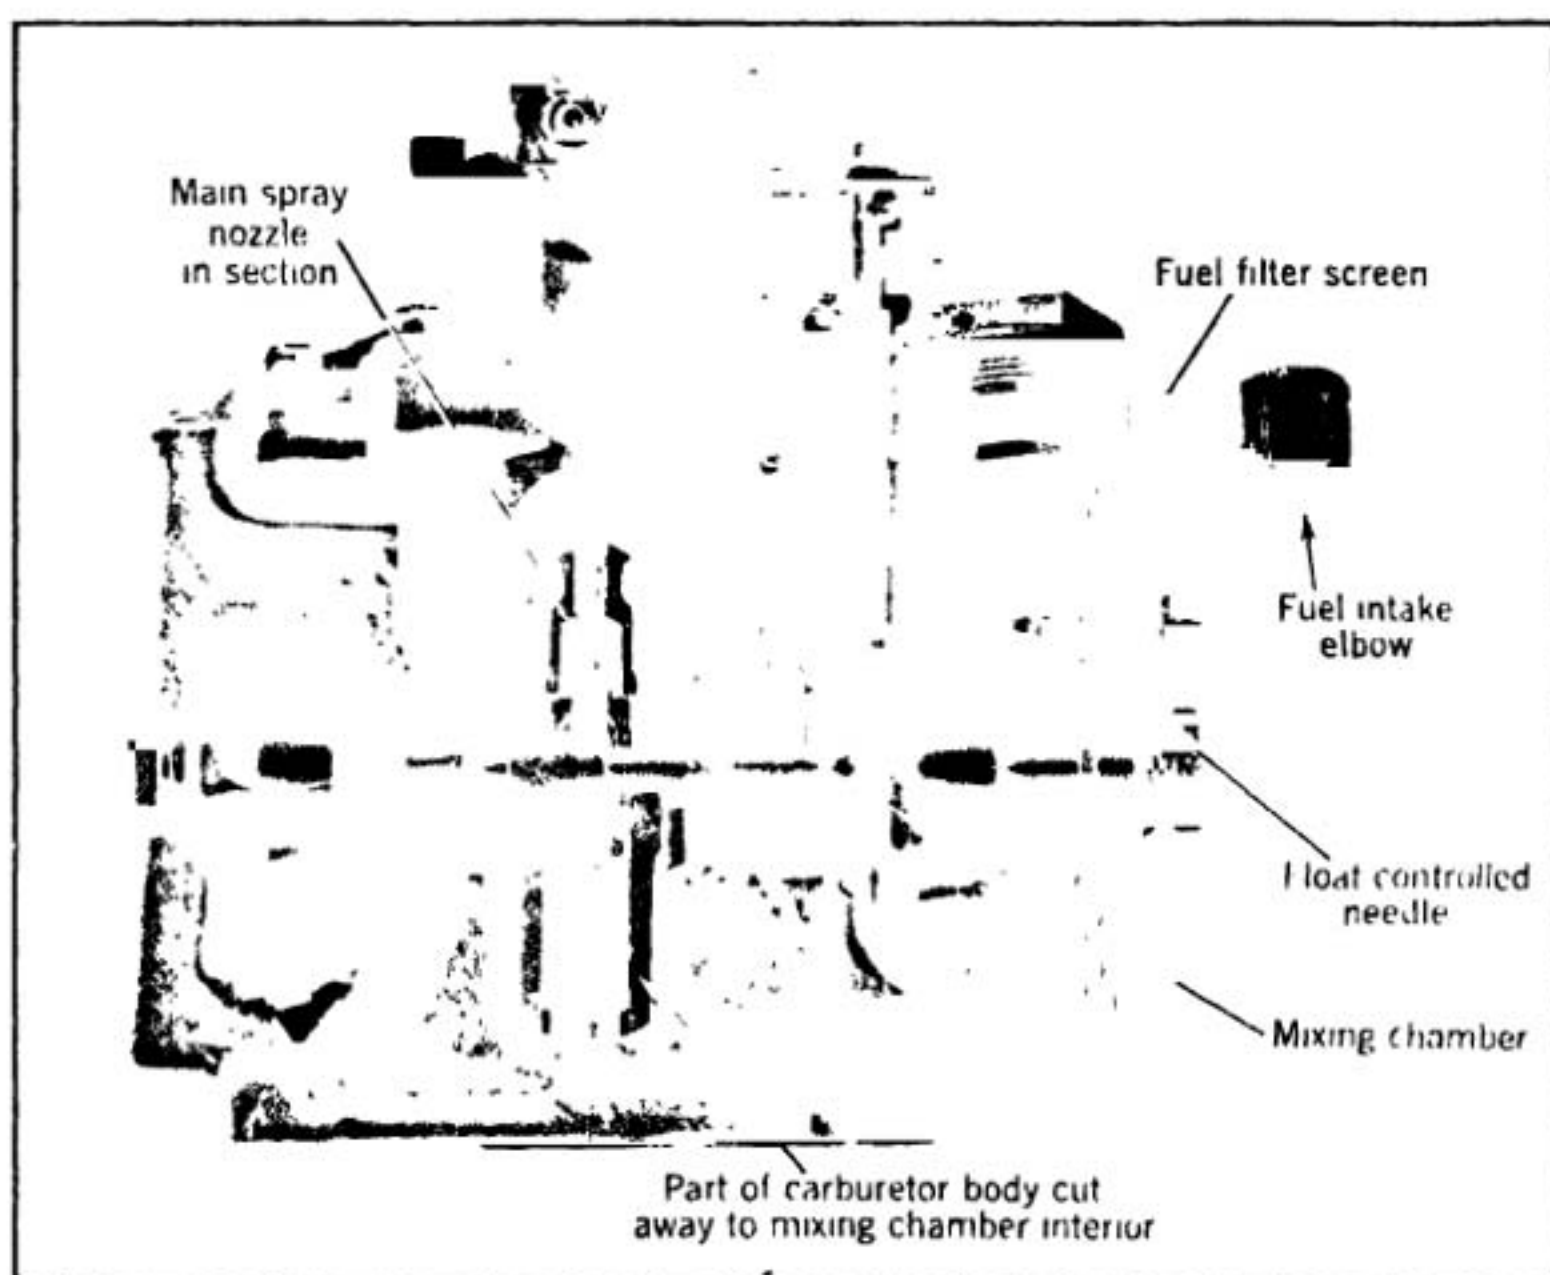 Main spray
nozzle
in section
Fuel filter screen
Fuel intake
elbow
Float controlled
needle
Mixing chamber
Part of carburetor body cut
away to mixing chamber interior